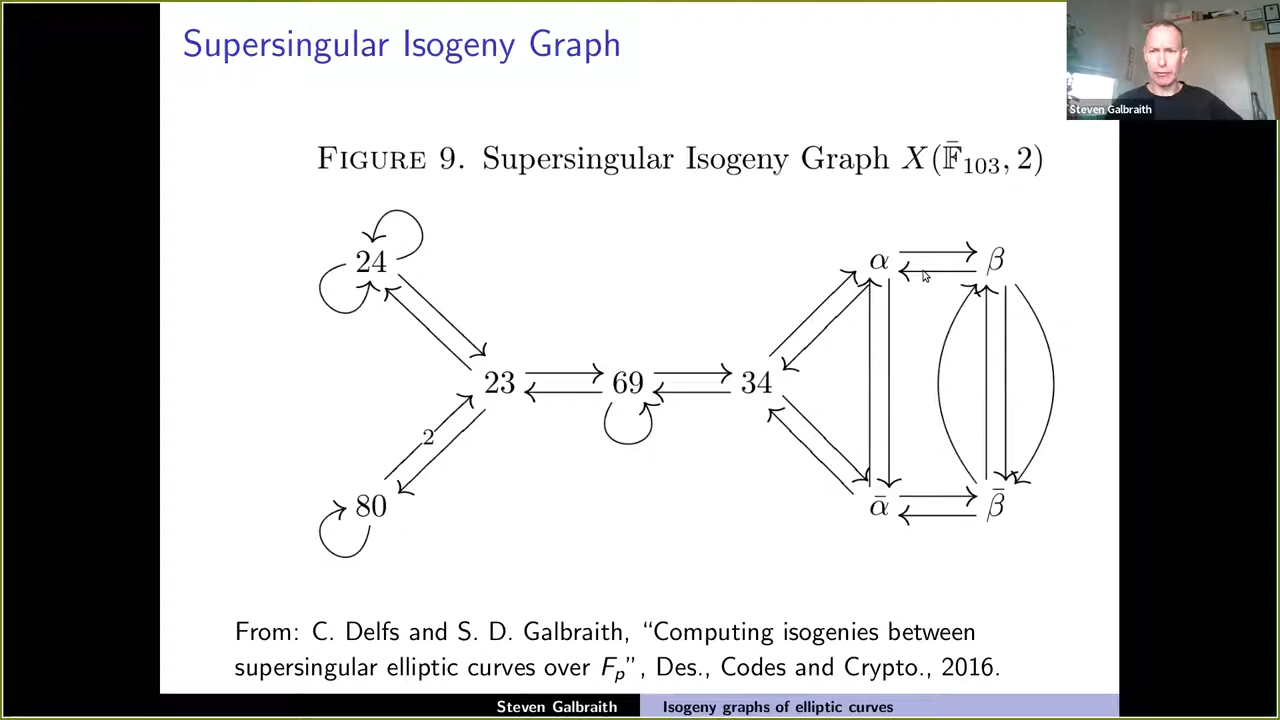 Supersingular Isogeny Graph
Steven Galbraith
FIGURE 9. Supersingular Isogeny Graph X(𝔽̄₁₀₃, 2)
24
α
β
23
69
34
2
80
ᾱ
β̄
From: C. Delfs and S. D. Galbraith, “Computing isogenies between
supersingular elliptic curves over Fₚ”, Des., Codes and Crypto., 2016.
Steven Galbraith
Isogeny graphs of elliptic curves